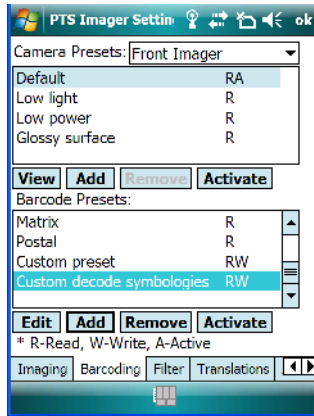 PTS Imager Settin ok
Camera Presets: Front Imager
Default RA
Low light R
Low power R
Glossy surface R
View Add Remove Activate
Barcode Presets:
Matrix R
Postal R
Custom preset RW
Custom decode symbologies RW
Edit Add Remove Activate
* R-Read, W-Write, A-Active
Imaging Barcoding Filter Translations